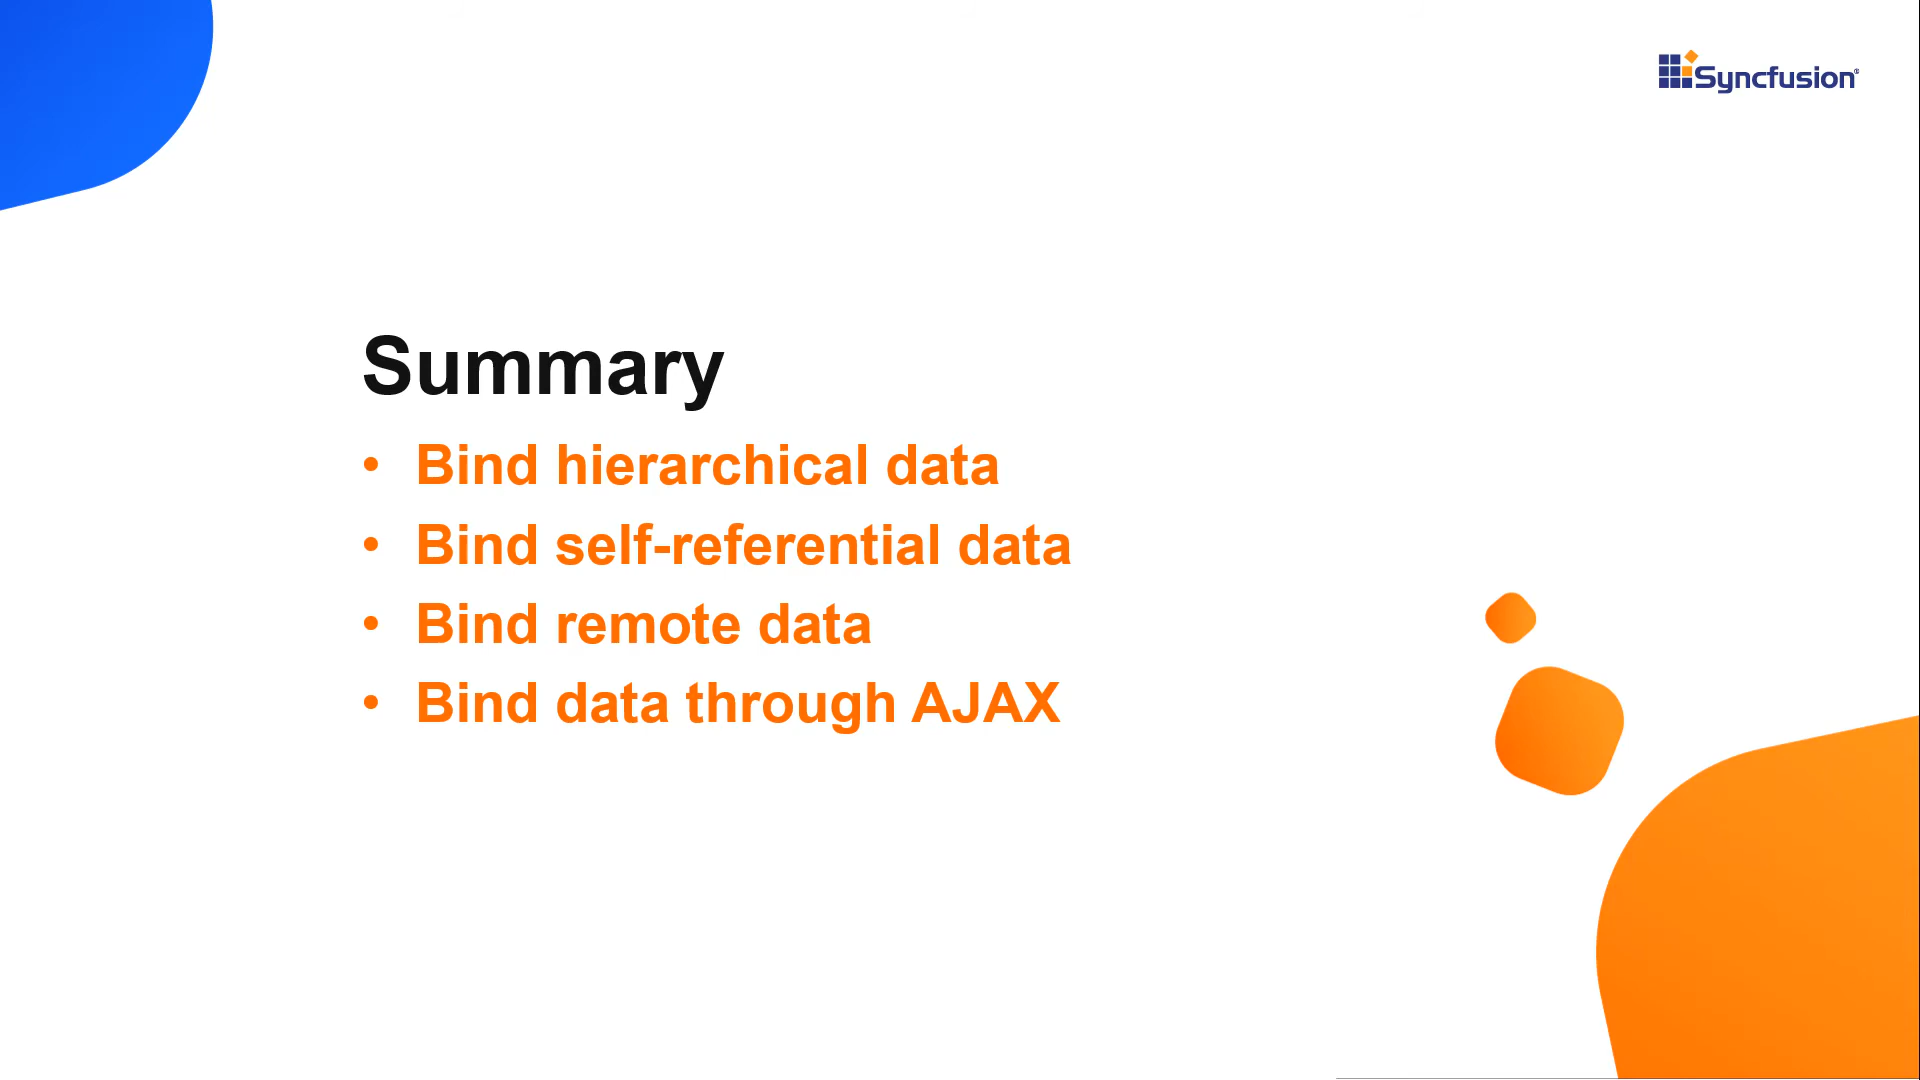 Syncfusion®
Summary
• Bind hierarchical data
• Bind self-referential data
• Bind remote data
• Bind data through AJAX